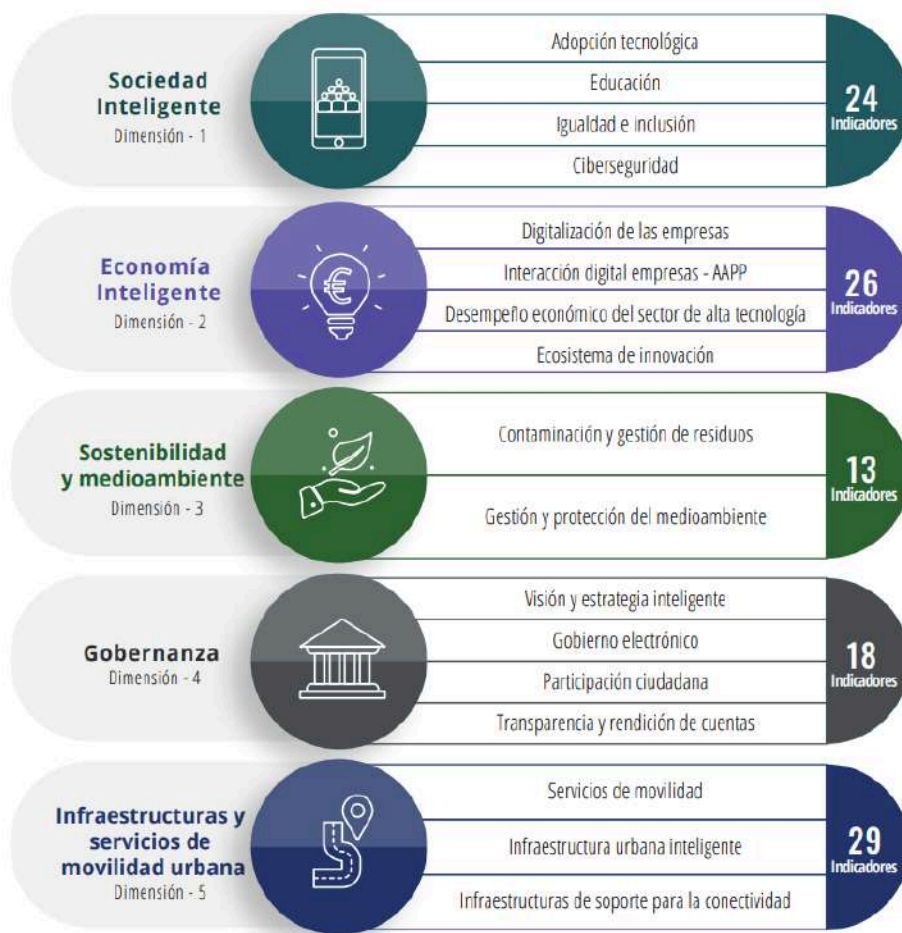 Sociedad
Inteligente
Dimensión - 1
Adopción tecnológica
Educación
Igualdad e inclusión
Ciberseguridad
24
Indicadores
Economía
Inteligente
Dimensión - 2
€
Digitalización de las empresas
Interacción digital empresas - AAPP
Desempeño económico del sector de alta tecnología
Ecosistema de innovación
26
Indicadores
Sostenibilidad
y medioambiente
Dimensión - 3
Contaminación y gestión de residuos
Gestión y protección del medioambiente
13
Indicadores
Gobernanza
Dimensión - 4
Visión y estrategia inteligente
Gobierno electrónico
Participación ciudadana
Transparencia y rendición de cuentas
18
Indicadores
Infraestructuras y
servicios de
movilidad urbana
Dimensión - 5
Servicios de movilidad
Infraestructura urbana inteligente
Infraestructuras de soporte para la conectividad
29
Indicadores